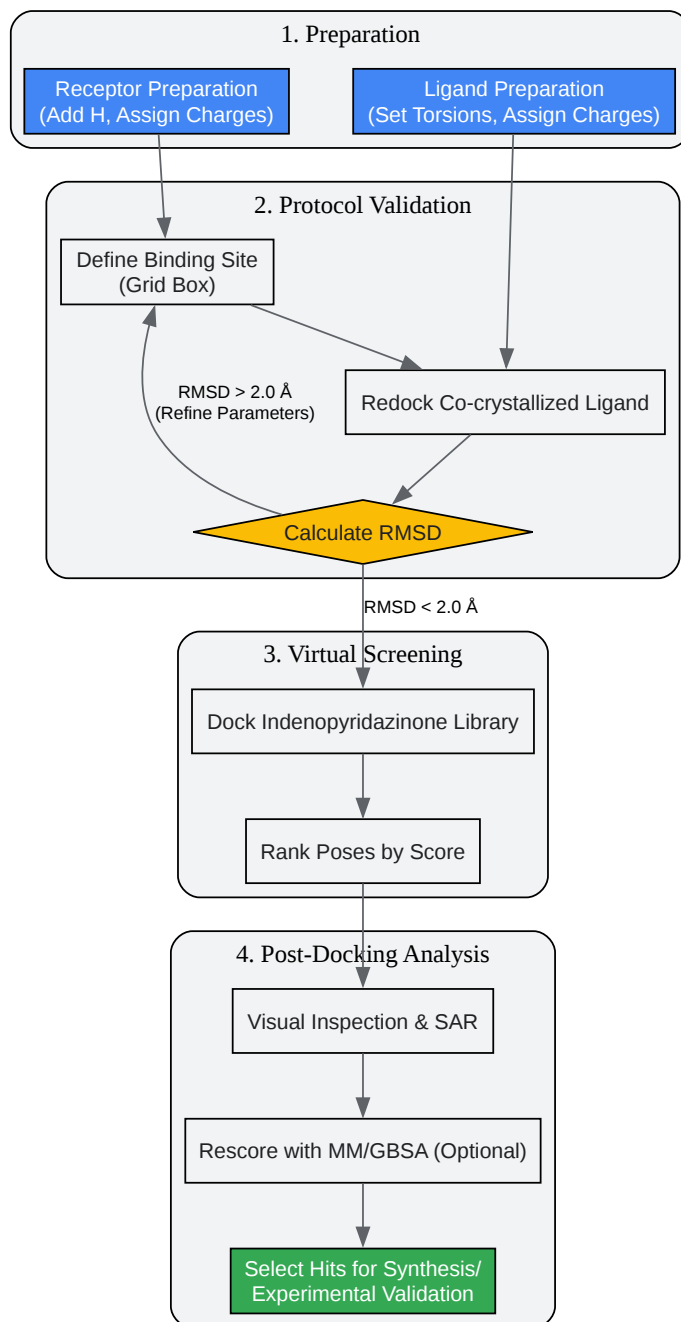 1. Preparation
Receptor Preparation
(Add H, Assign Charges)
Ligand Preparation
(Set Torsions, Assign Charges)
2. Protocol Validation
Define Binding Site
(Grid Box)
RMSD > 2.0 Å
(Refine Parameters)
Redock Co-crystallized Ligand
Calculate RMSD
RMSD < 2.0 Å
3. Virtual Screening
Dock Indenopyridazinone Library
Rank Poses by Score
4. Post-Docking Analysis
Visual Inspection & SAR
Rescore with MM/GBSA (Optional)
Select Hits for Synthesis/
Experimental Validation